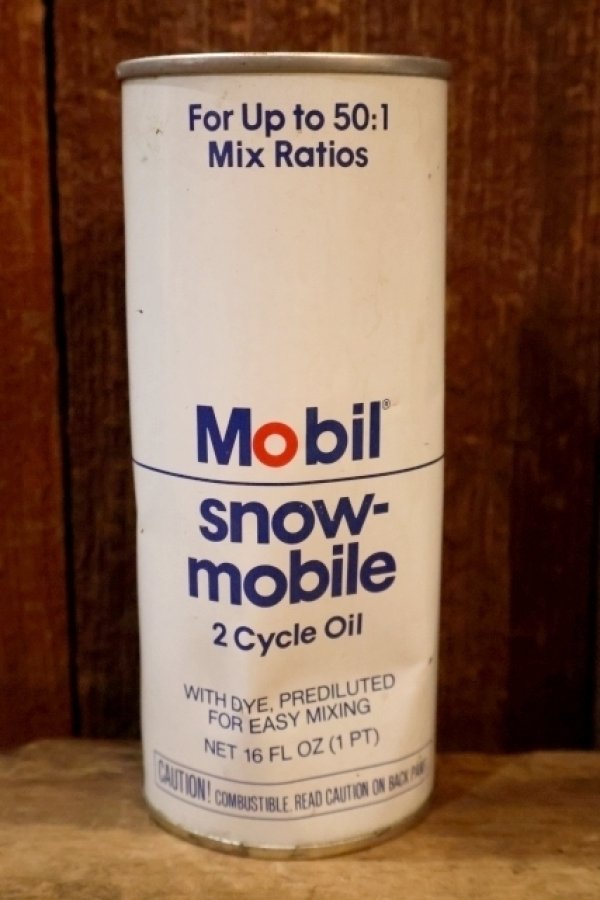 For Up to 50:1
Mix Ratios
Mobil®
snow-
mobile
2 Cycle Oil
WITH DYE, PREDILUTED
FOR EASY MIXING
NET 16 FL OZ (1 PT)
CAUTION! COMBUSTIBLE. READ CAUTION ON BACK PANEL